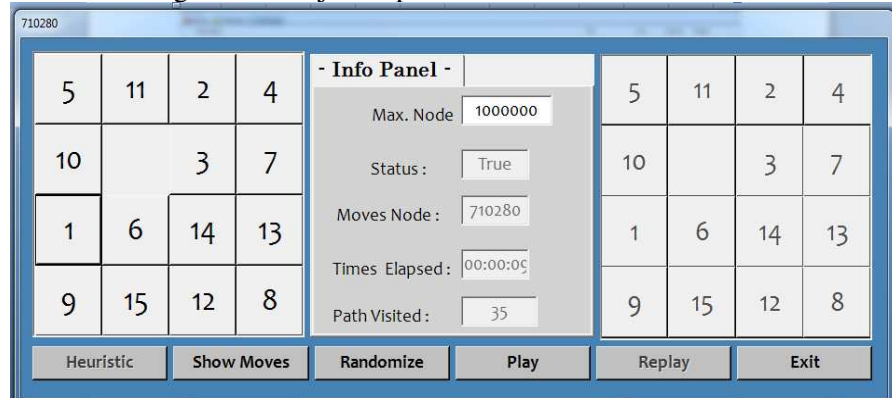 710280
5 11 2 4
10 3 7
1 6 14 13
9 15 12 8
- Info Panel -
Max. Node 1000000
Status : True
Moves Node : 710280
Times Elapsed :
Path Visited : 35
5 11 2 4
10 3 7
1 6 14 13
9 15 12 8
Heuristic Show Moves Randomize Play Replay Exit